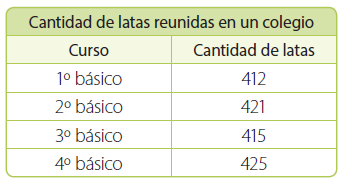 Cantidad de latas reunidas en un colegio
Curso Cantidad de latas
1º básico 412
2º básico 421
3º básico 415
4º básico 425